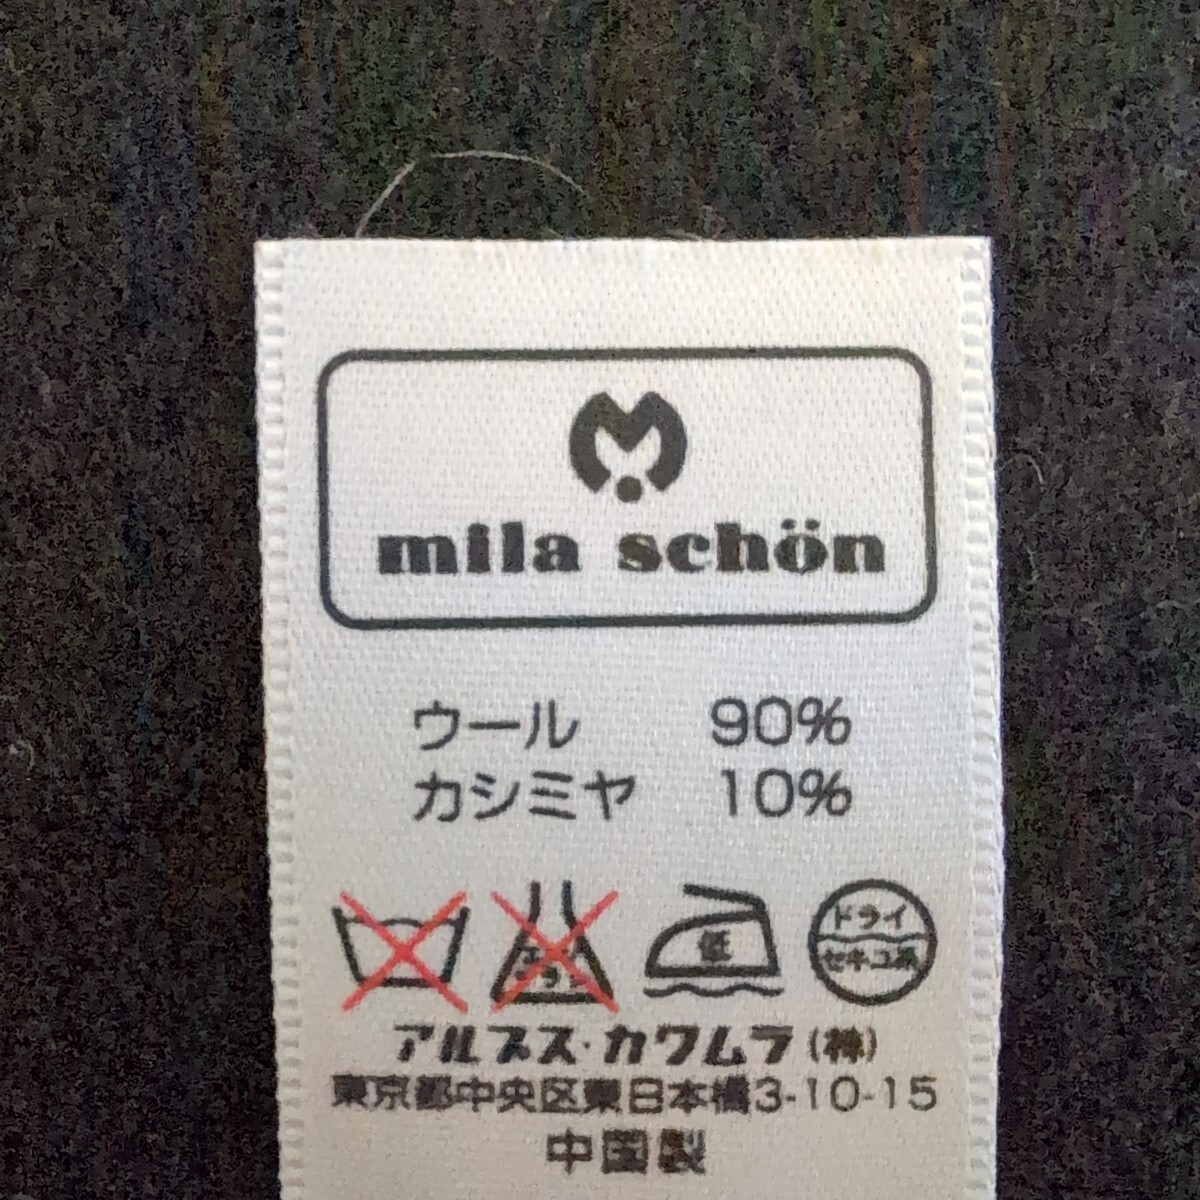 mila schön
ウール 90%
カシミヤ 10%
低 ドライ
セキユ系
アルプス・カワムラ(株)
東京都中央区東日本橋3-10-15
中国製